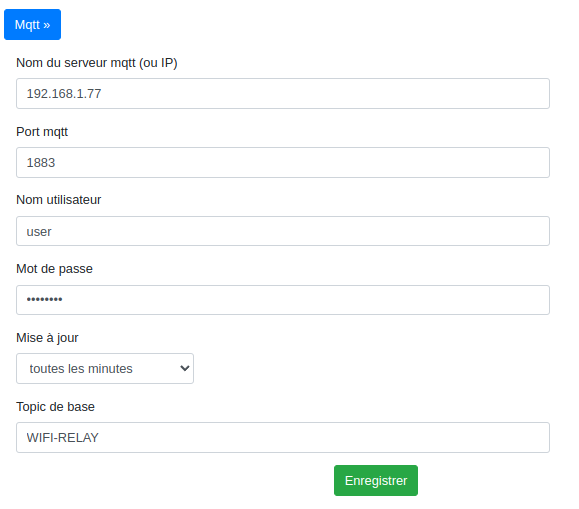 Mqtt »
Nom du serveur mqtt (ou IP)
192.168.1.77
Port mqtt
1883
Nom utilisateur
user
Mot de passe
••••••••
Mise à jour
toutes les minutes
Topic de base
WIFI-RELAY
Enregistrer